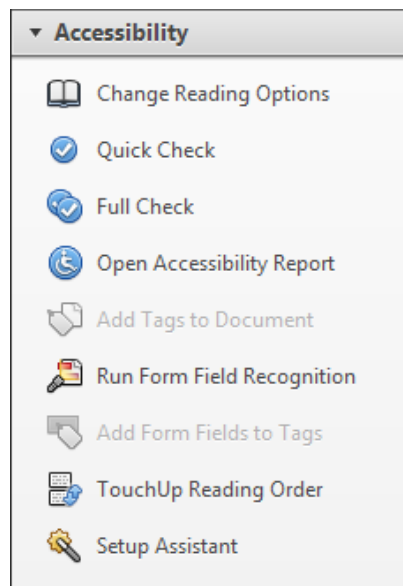 Accessibility
Change Reading Options
Quick Check
Full Check
Open Accessibility Report
Add Tags to Document
Run Form Field Recognition
Add Form Fields to Tags
TouchUp Reading Order
Setup Assistant